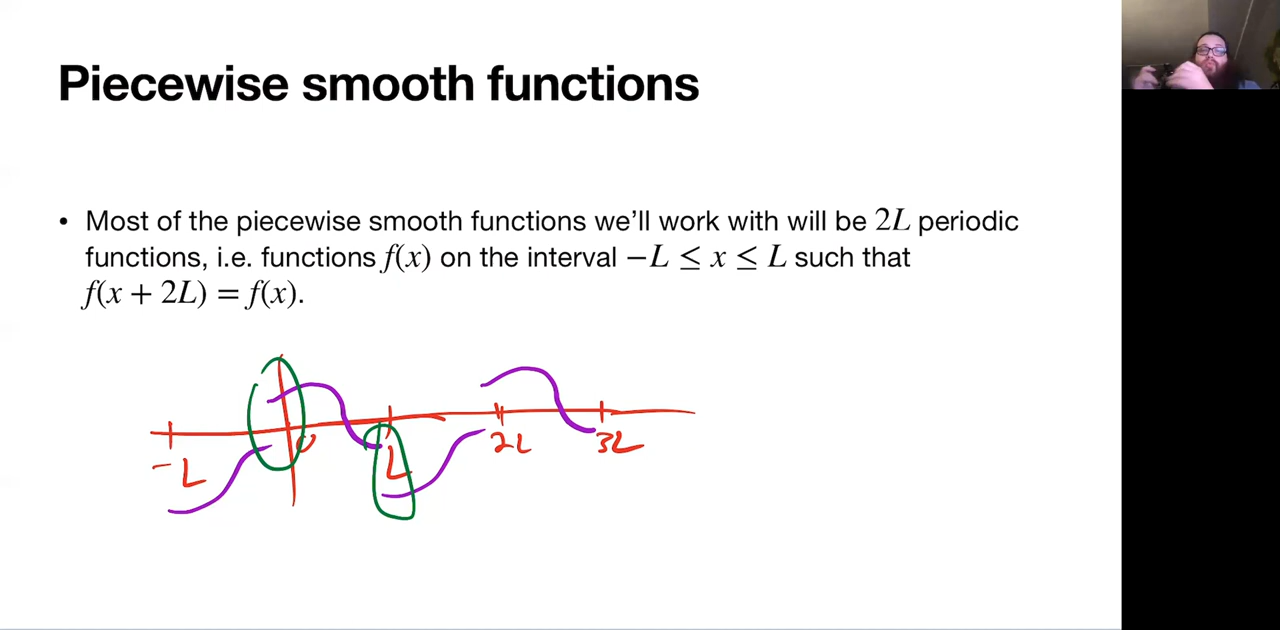 Piecewise smooth functions
• Most of the piecewise smooth functions we'll work with will be 2L periodic
functions, i.e. functions f(x) on the interval −L ≤ x ≤ L such that
f(x + 2L) = f(x).
-L 0 L 2L 3L